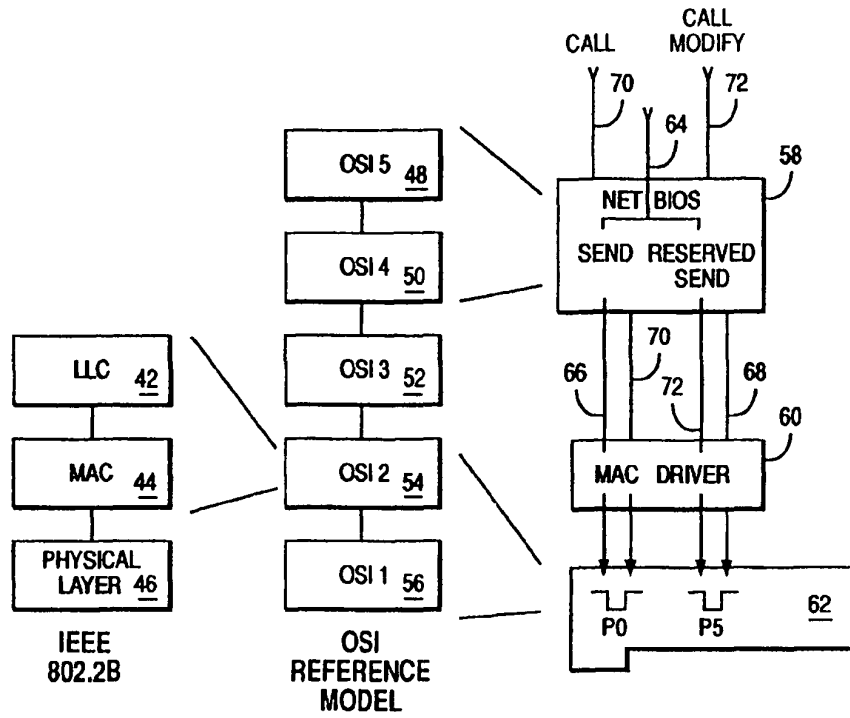 CALL
CALL
MODIFY
70
72
64
OSI 5 48
58
NET BIOS
SEND RESERVED
SEND
OSI 4 50
LLC 42
OSI 3 52
66
70
72
68
60
MAC 44
OSI 2 54
MAC DRIVER
PHYSICAL
LAYER 46
OSI 1 56
62
P0 P5
IEEE
802.2B
OSI
REFERENCE
MODEL